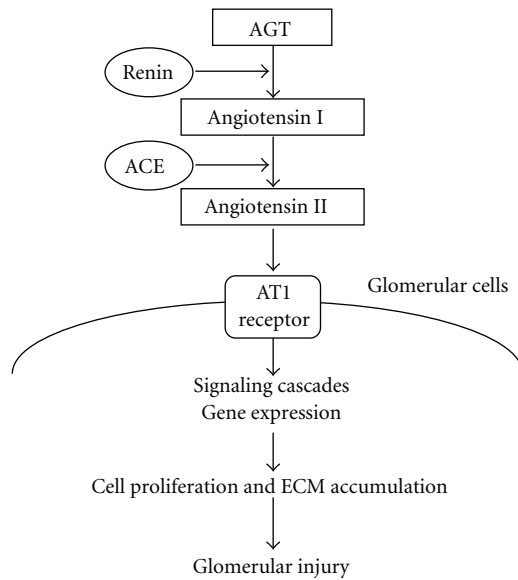 AGT
Renin
Angiotensin I
ACE
Angiotensin II
AT1
receptor
Glomerular cells
Signaling cascades
Gene expression
Cell proliferation and ECM accumulation
Glomerular injury